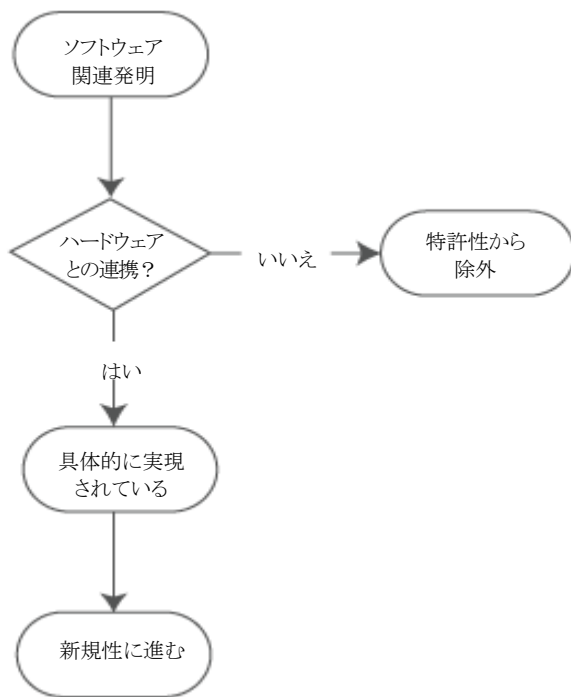 ソフトウェア
関連発明
ハードウェア
との連携？
いいえ
特許性から
除外
はい
具体的に実現
されている
新規性に進む